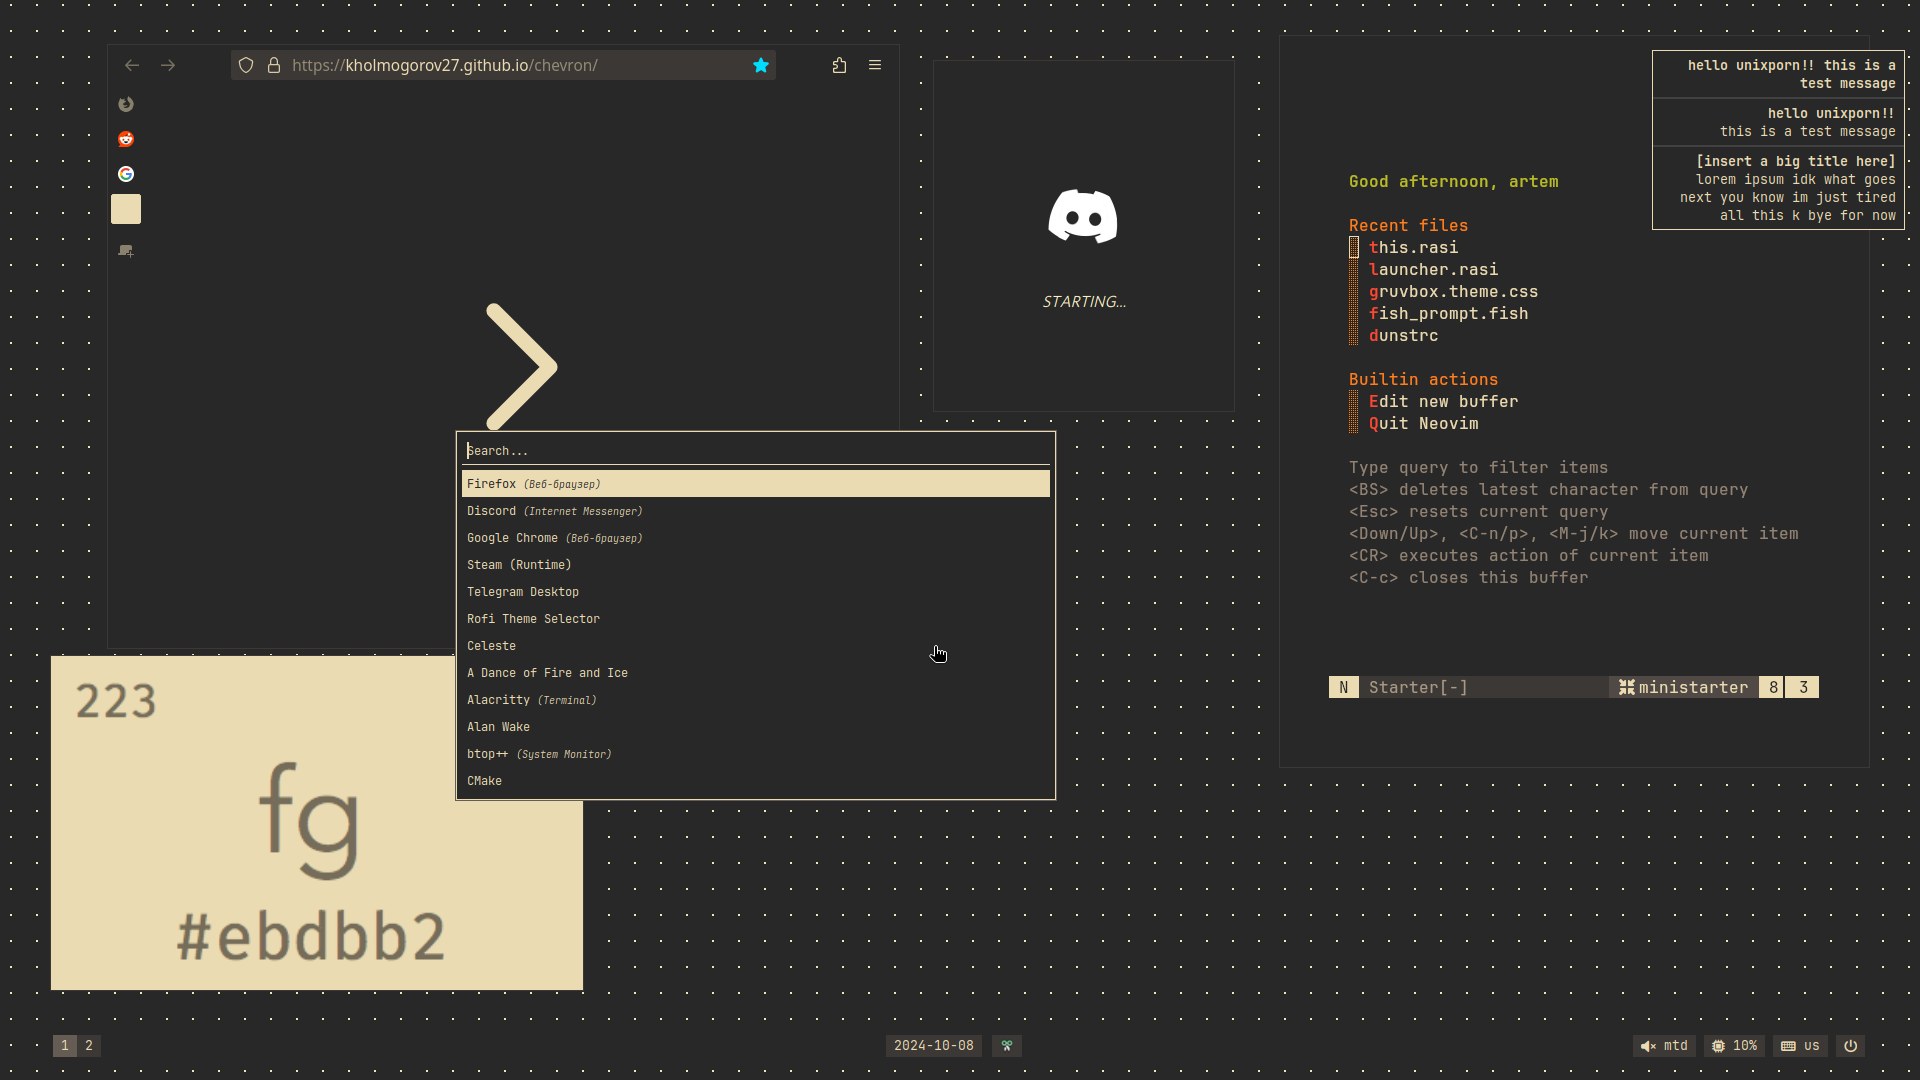 https://kholmogorov27.github.io/chevron/
STARTING...
hello unixporn!! this is a
test message
hello unixporn!!
this is a test message
[insert a big title here]
lorem ipsum idk what goes
next you know im just tired
all this k bye for now
Good afternoon, artem
Recent files
this.rasi
launcher.rasi
gruvbox.theme.css
fish_prompt.fish
dunstrc
Builtin actions
Edit new buffer
Quit Neovim
Type query to filter items
<BS> deletes latest character from query
<Esc> resets current query
<Down/Up>, <C-n/p>, <M-j/k> move current item
<CR> executes action of current item
<C-c> closes this buffer
N Starter[-] ministarter 8 3
Search...
Firefox (Веб-браузер)
Discord (Internet Messenger)
Google Chrome (Веб-браузер)
Steam (Runtime)
Telegram Desktop
Rofi Theme Selector
Celeste
A Dance of Fire and Ice
Alacritty (Terminal)
Alan Wake
btop++ (System Monitor)
CMake
223
fg
#ebdbb2
1 2
2024-10-08
mtd 10% us